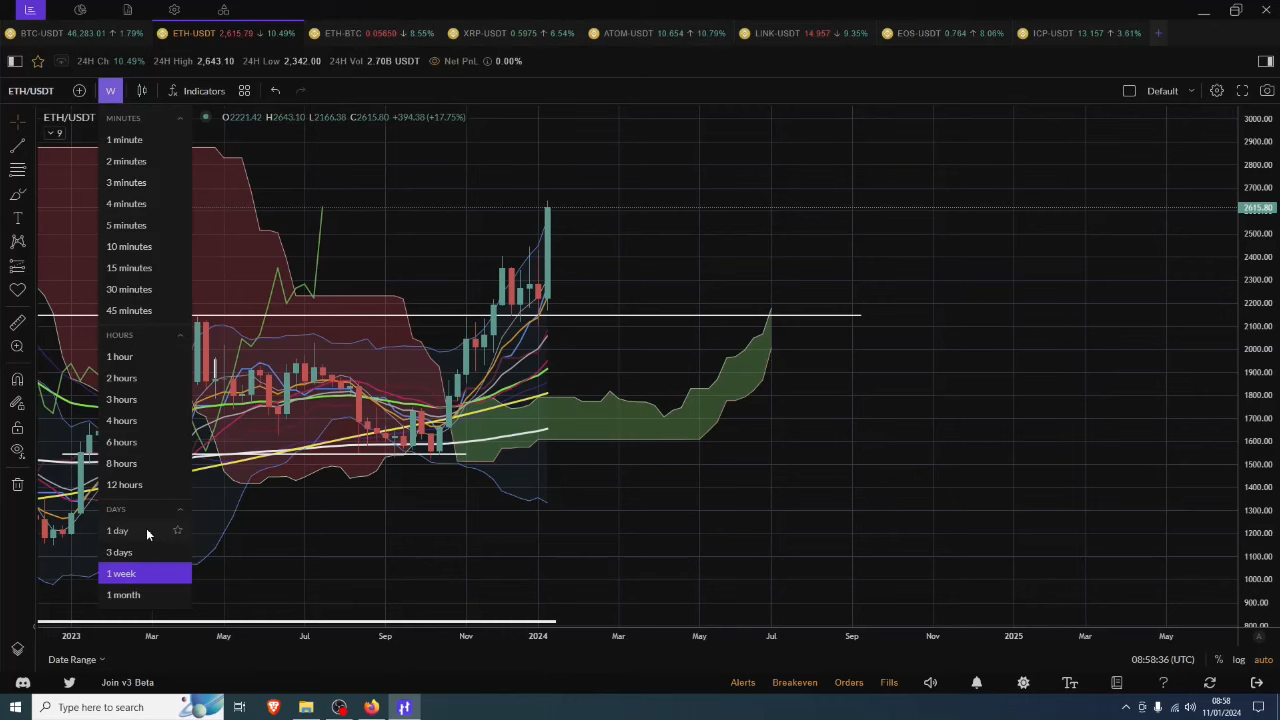 BTC-USDT 46,283.01 ↑ 1.79%
ETH-USDT 2,615.79 ↓ 10.49%
ETH-BTC 0.05650 ↓ 8.55%
XRP-USDT 0.5975 ↑ 6.54%
ATOM-USDT 10.654 ↑ 10.79%
LINK-USDT 14.957 ↓ 9.35%
EOS-USDT 0.764 ↑ 8.06%
ICP-USDT 13.157 ↑ 3.61%
24H Ch 10.49% 24H High 2,643.10 24H Low 2,342.00 24H Vol 2.70B USDT Net PnL 0.00%
ETH/USDT W Indicators Default
ETH/USDT O2221.42 H2643.10 L2166.38 C2615.80 +394.38 (+17.75%)
9
MINUTES
1 minute
2 minutes
3 minutes
4 minutes
5 minutes
10 minutes
15 minutes
30 minutes
45 minutes
HOURS
1 hour
2 hours
3 hours
4 hours
6 hours
8 hours
12 hours
DAYS
1 day
3 days
1 week
1 month
3000.00
2900.00
2800.00
2700.00
2615.80
2500.00
2400.00
2300.00
2200.00
2100.00
2000.00
1900.00
1800.00
1700.00
1600.00
1500.00
1400.00
1300.00
1200.00
1100.00
1000.00
900.00
800.00
2023 Mar May Jul Sep Nov 2024 Mar May Jul Sep Nov 2025 Mar May A
Date Range 08:58:36 (UTC) % log auto
Join v3 Beta Alerts Breakeven Orders Fills
Type here to search
08:58
11/01/2024